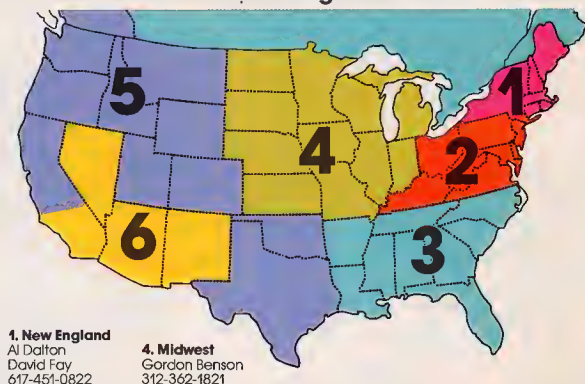 5
1
4
2
6
3
1. New England
Al Dalton
David Fay
617-451-0822
4. Midwest
Gordon Benson
312-362-1821